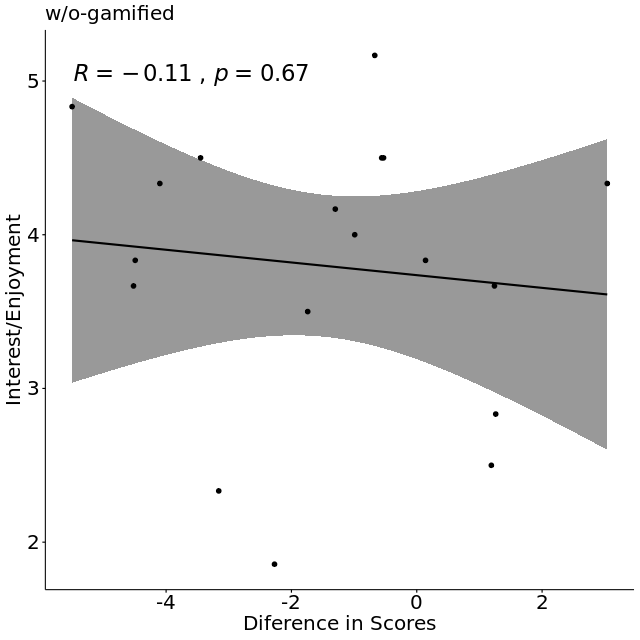 w/o-gamified
R = −0.11 , p = 0.67
5
4
3
2
Interest/Enjoyment
-4 -2 0 2
Diference in Scores